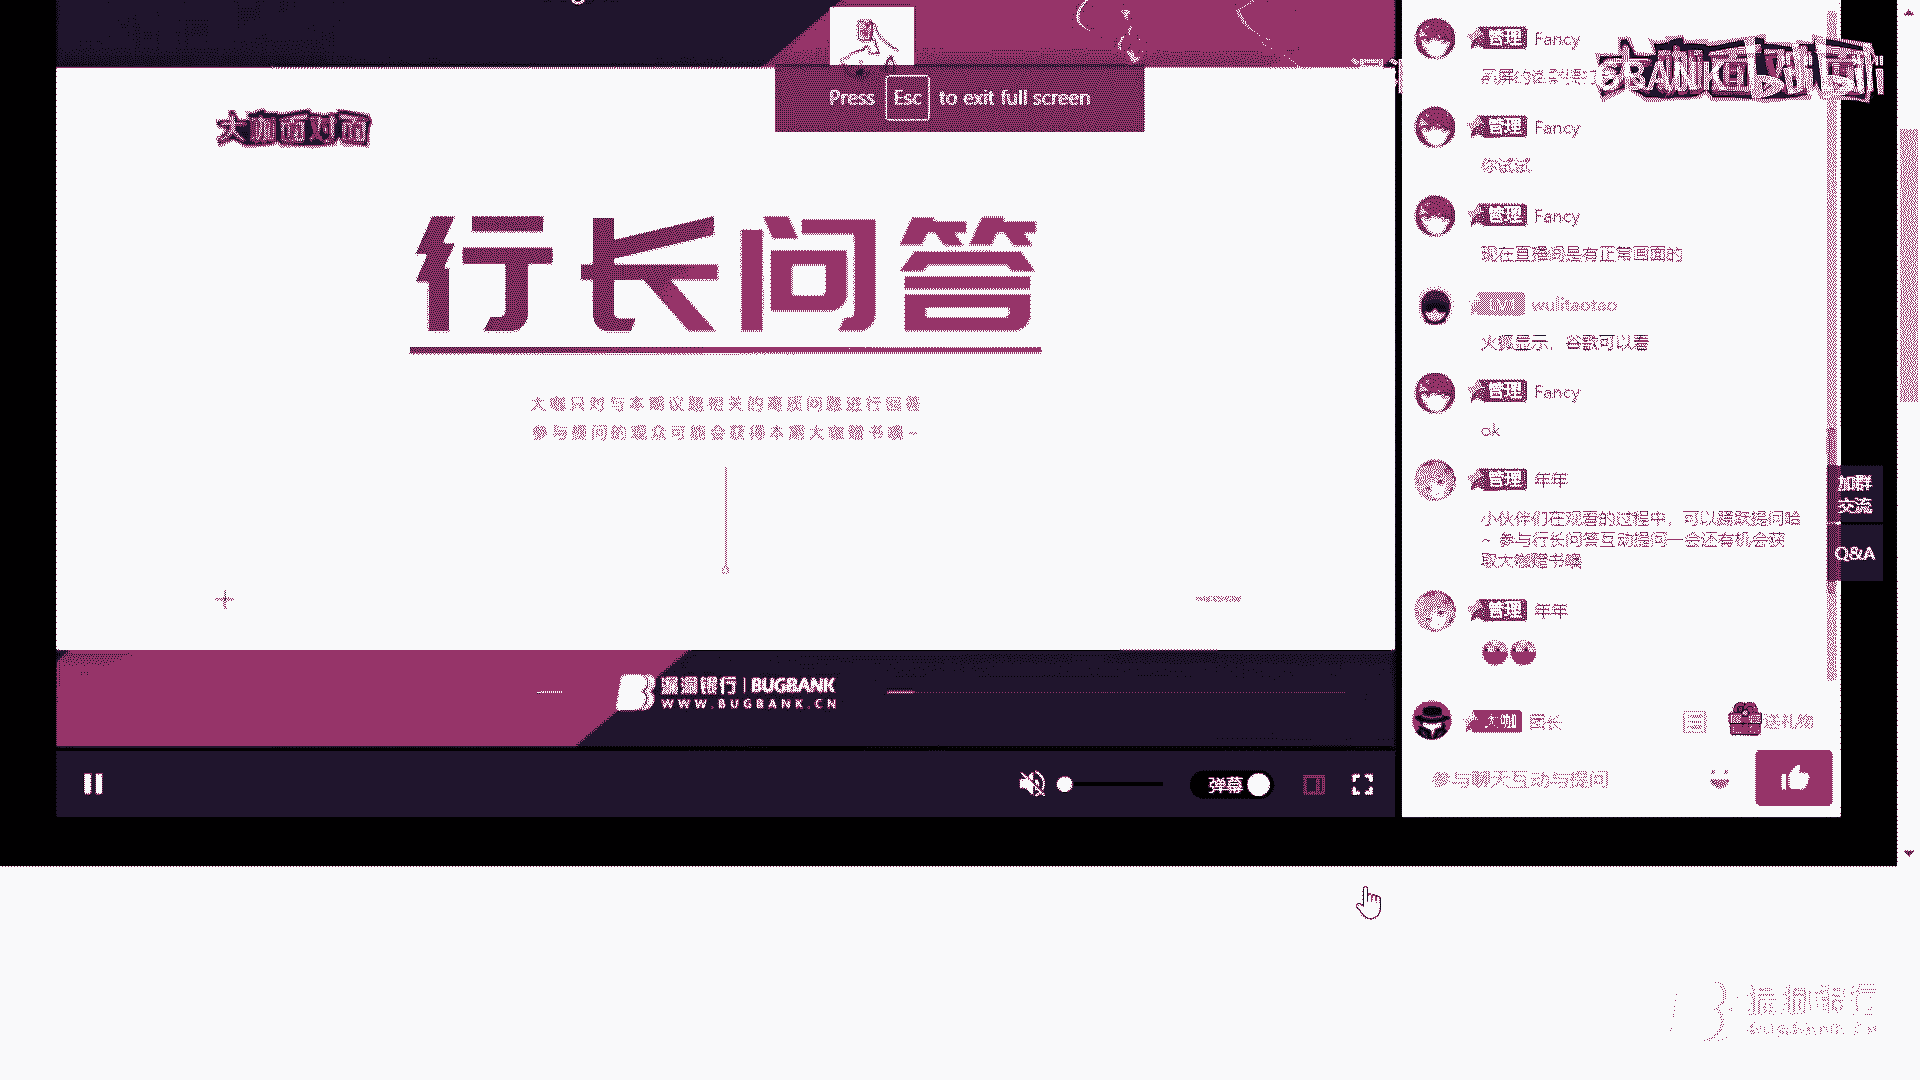 Press Esc to exit full screen
大咖面对面
行长问答
大咖只对与本期议题相关的高质问题进行回答
参与提问的观众可能会获得本期大咖赠书噢~
漏洞银行 | BUGBANK
WWW.BUGBANK.CN
弹幕
管理 Fancy
管理 Fancy
你试试
管理 Fancy
现在直播间是有正常画面的
wulitaotao
火狐显示，谷歌可以看
管理 Fancy
ok
管理 年年
小伙伴们在观看的过程中，可以踊跃提问哈
~ 参与行长问答互动提问一会还有机会获
取大咖赠书噢
管理 年年
大咖 团长
送礼物
参与聊天互动与提问
加群
交流
Q&A
漏洞银行
BUGBANK.CN